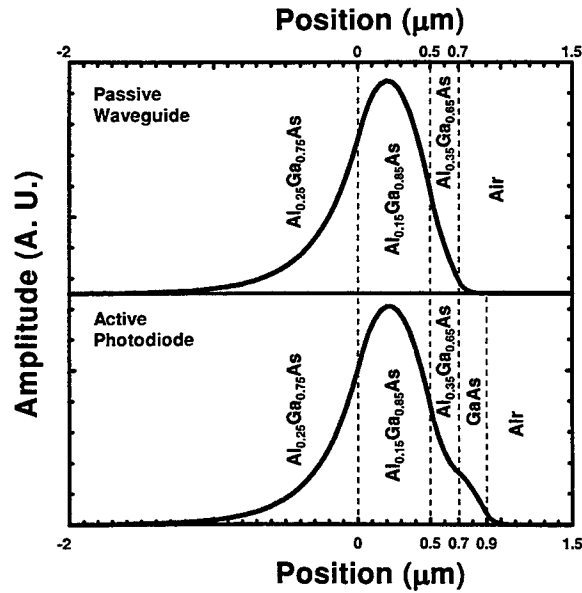 Position (μm)
-2 0 0.5 0.7 1.5
Passive
Waveguide
Al0.25Ga0.75As
Al0.15Ga0.85As
Al0.35Ga0.65As
Air
Amplitude (A. U.)
Active
Photodiode
Al0.25Ga0.75As
Al0.15Ga0.85As
Al0.35Ga0.65As
GaAs
Air
-2 0 0.5 0.7 0.9 1.5
Position (μm)